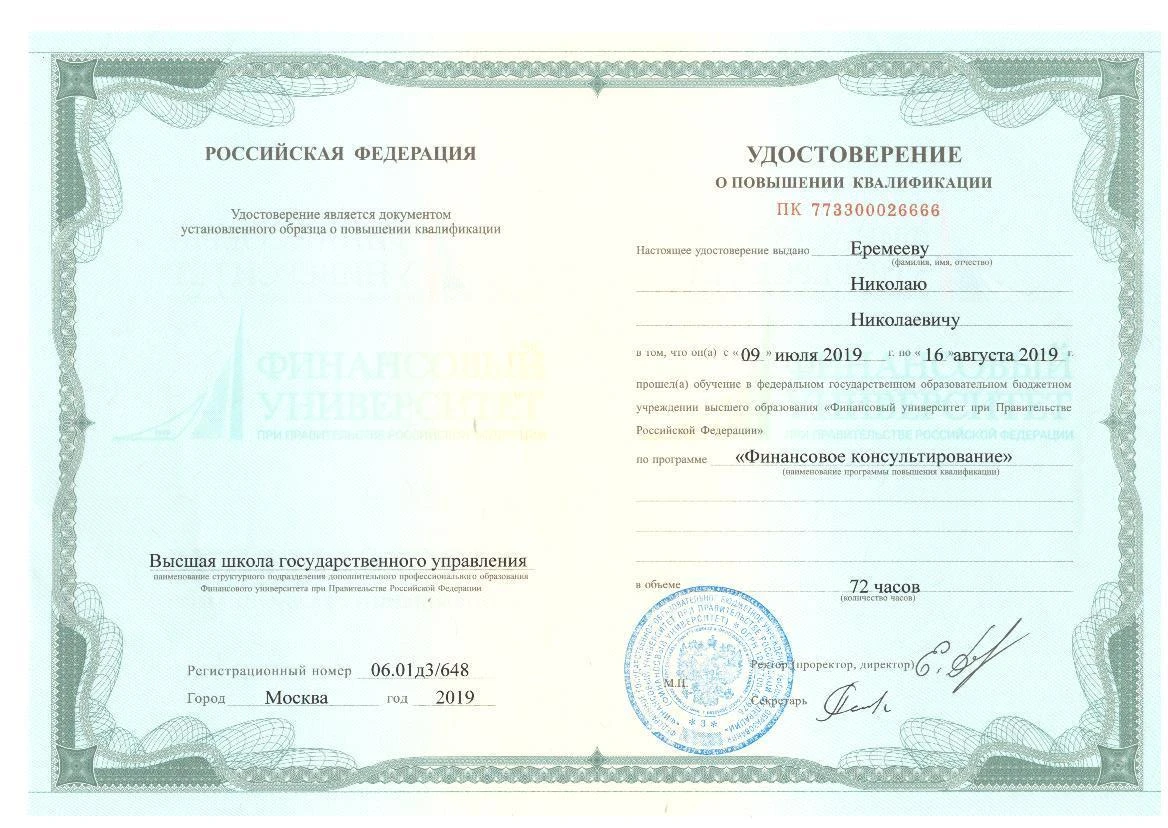 РОССИЙСКАЯ ФЕДЕРАЦИЯ
Удостоверение является документом
установленного образца о повышении квалификации
ФИНАНСОВЫЙ
УНИВЕРСИТЕТ
ПРИ ПРАВИТЕЛЬСТВЕ РОССИЙСКОЙ ФЕДЕРАЦИИ
Высшая школа государственного управления
наименование структурного подразделения дополнительного профессионального образования
Финансового университета при Правительстве Российской Федерации
Регистрационный номер 06.01д3/648
Город Москва год 2019
УДОСТОВЕРЕНИЕ
О ПОВЫШЕНИИ КВАЛИФИКАЦИИ
ПК 773300026666
Настоящее удостоверение выдано Еремееву
(фамилия, имя, отчество)
Николаю
Николаевичу
в том, что он(а) с « 09 » июля 2019 г. по « 16 » августа 2019 г.
прошел(а) обучение в федеральном государственном образовательном бюджетном
учреждении высшего образования «Финансовый университет при Правительстве
Российской Федерации»
ПРИ ПРАВИТЕЛЬСТВЕ РОССИЙСКОЙ ФЕДЕРАЦИИ
по программе «Финансовое консультирование»
(наименование программы повышения квалификации)
в объеме 72 часов
(количество часов)
Ректор (проректор, директор)
М.П.
Секретарь